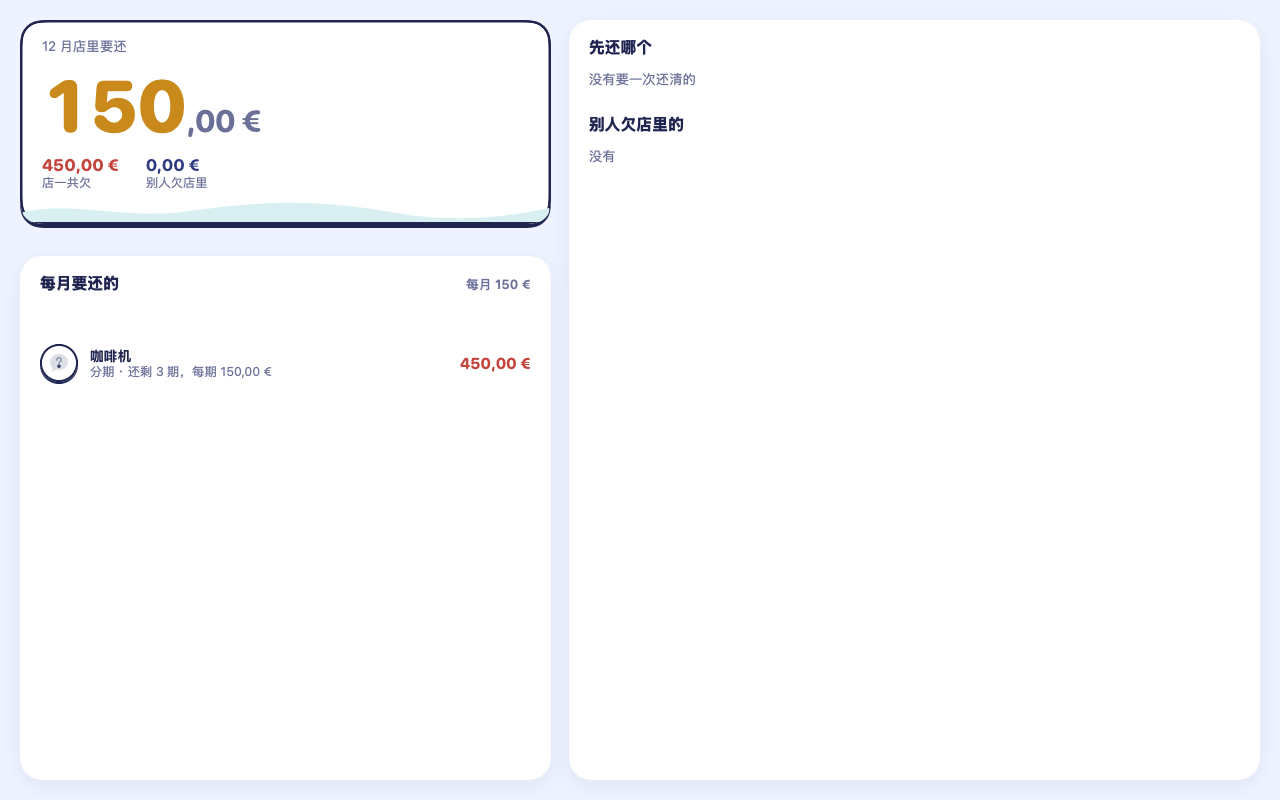 12 月店里要还
150,00 €
450,00 €
店一共欠
0,00 €
别人欠店里
每月要还的
每月 150 €
咖啡机
分期 · 还剩 3 期，每期 150,00 €
450,00 €
先还哪个
没有要一次还清的
别人欠店里的
没有